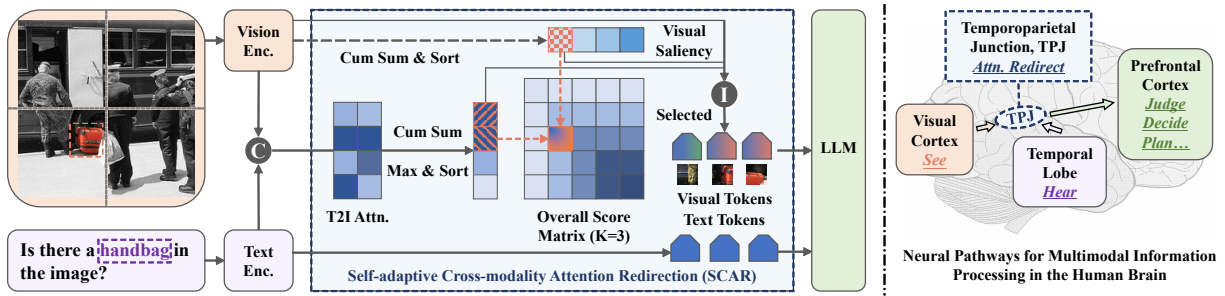 Is there a handbag in
the image?
Vision
Enc.
C
Text
Enc.
Cum Sum & Sort
Visual
Saliency
T2I Attn.
Cum Sum
Max & Sort
Overall Score
Matrix (K=3)
I
Selected
Visual Tokens
Text Tokens
Self-adaptive Cross-modality Attention Redirection (SCAR)
LLM
Temporoparietal
Junction, TPJ
Attn. Redirect
Visual
Cortex
See
TPJ
Temporal
Lobe
Hear
Prefrontal
Cortex
Judge
Decide
Plan…
Neural Pathways for Multimodal Information
Processing in the Human Brain